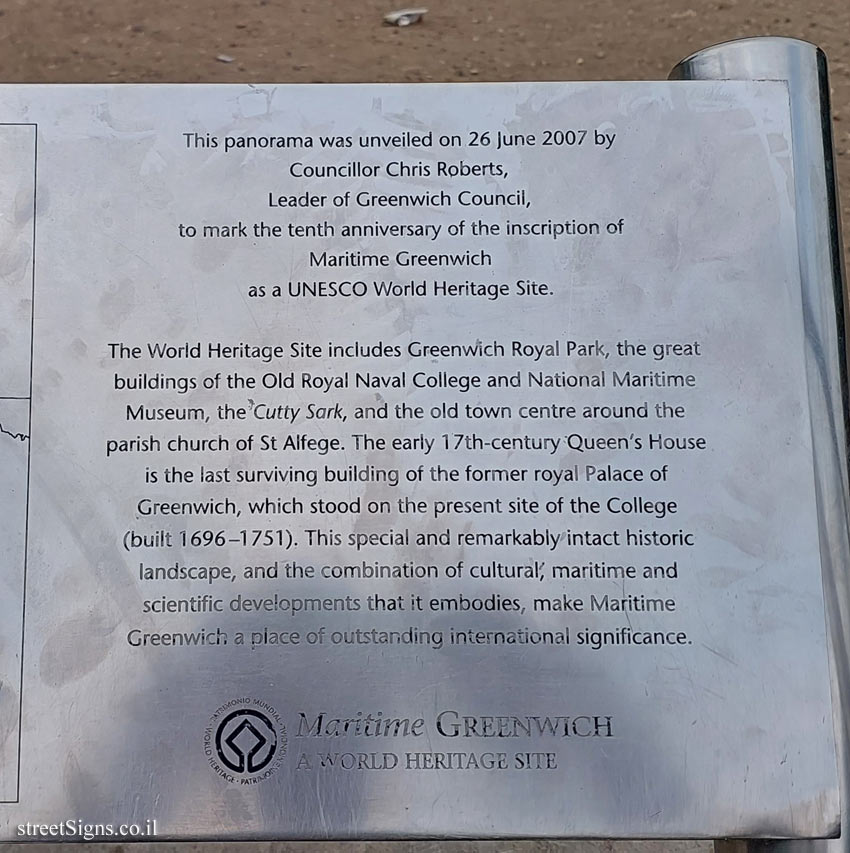 This panorama was unveiled on 26 June 2007 by
Councillor Chris Roberts,
Leader of Greenwich Council,
to mark the tenth anniversary of the inscription of
Maritime Greenwich
as a UNESCO World Heritage Site.
The World Heritage Site includes Greenwich Royal Park, the great
buildings of the Old Royal Naval College and National Maritime
Museum, the Cutty Sark, and the old town centre around the
parish church of St Alfege. The early 17th-century Queen's House
is the last surviving building of the former royal Palace of
Greenwich, which stood on the present site of the College
(built 1696–1751). This special and remarkably intact historic
landscape, and the combination of cultural, maritime and
scientific developments that it embodies, make Maritime
Greenwich a place of outstanding international significance.
PATRIMONIO MUNDIAL
WORLD HERITAGE
PATRIMOINE MONDIAL
Maritime GREENWICH
A WORLD HERITAGE SITE
streetSigns.co.il